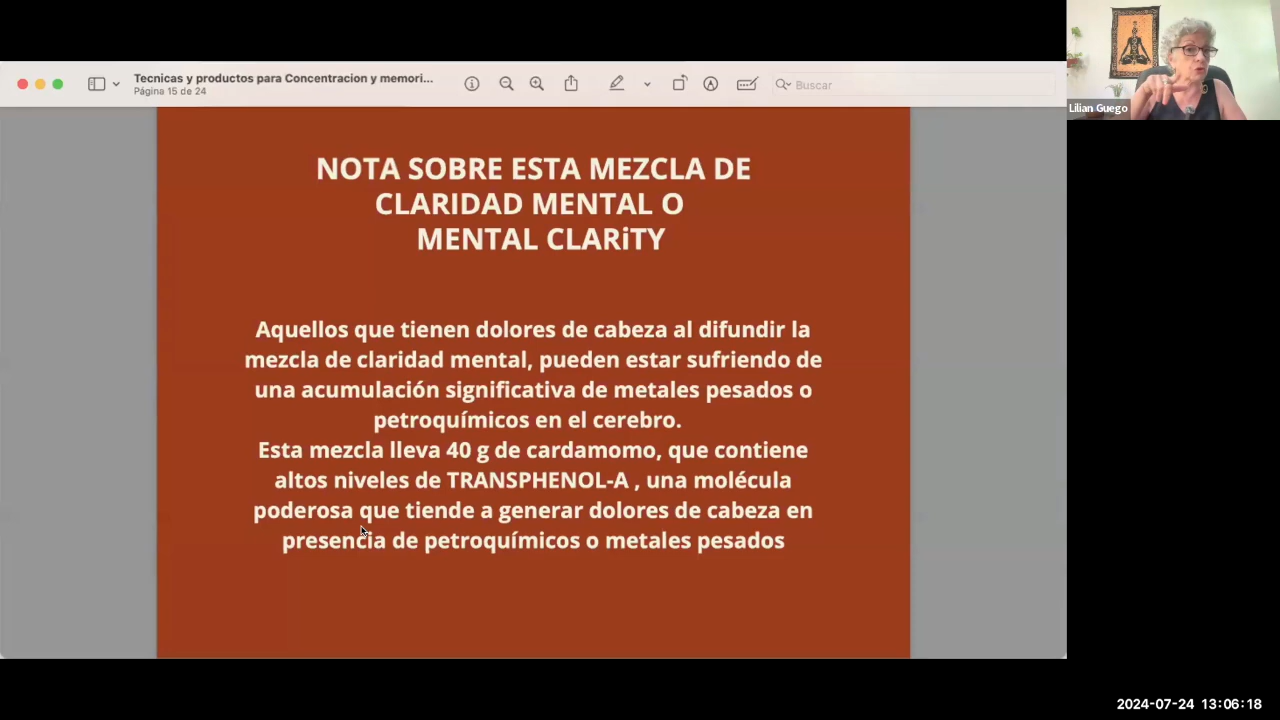 Tecnicas y productos para Concentracion y memori...
Página 15 de 24
Buscar
Lilian Guego
NOTA SOBRE ESTA MEZCLA DE
CLARIDAD MENTAL O
MENTAL CLARiTY
Aquellos que tienen dolores de cabeza al difundir la
mezcla de claridad mental, pueden estar sufriendo de
una acumulación significativa de metales pesados o
petroquímicos en el cerebro.
Esta mezcla lleva 40 g de cardamomo, que contiene
altos niveles de TRANSPHENOL-A , una molécula
poderosa que tiende a generar dolores de cabeza en
presencia de petroquímicos o metales pesados
2024-07-24 13:06:18